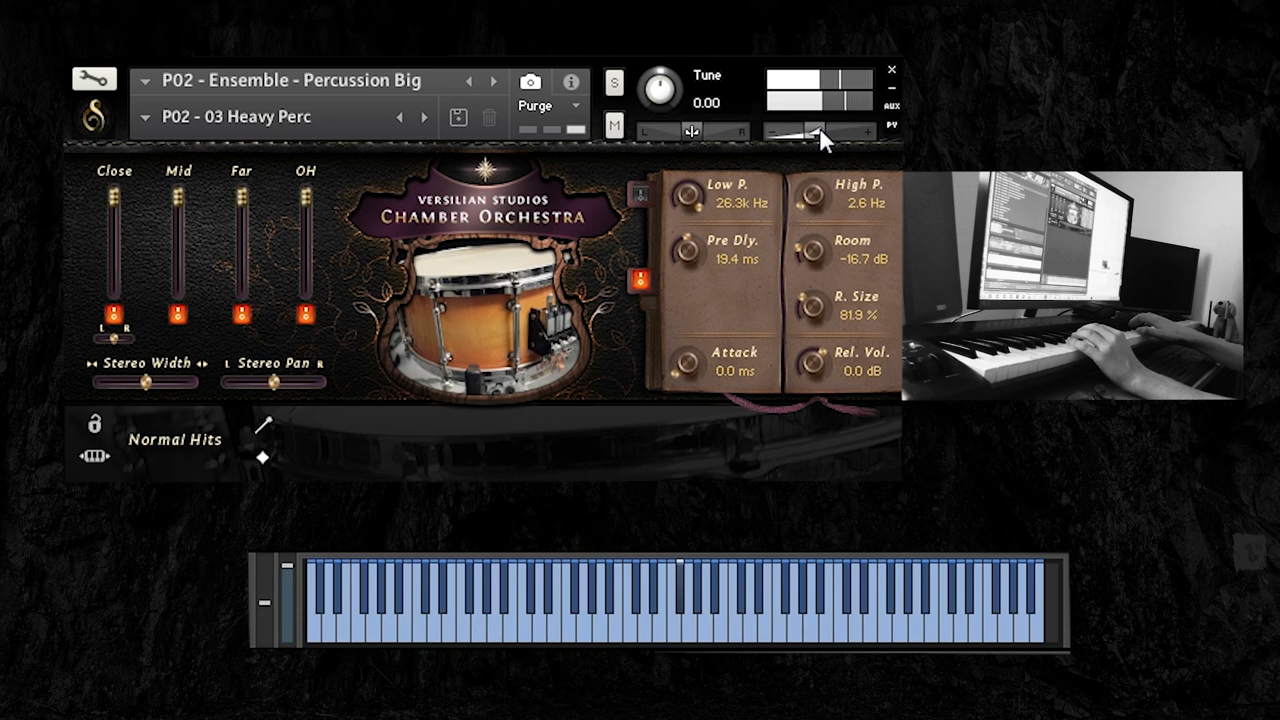 P02 - Ensemble - Percussion Big
P02 - 03 Heavy Perc
Purge
S
M
Tune
0.00
L
R
AUX
PV
Close
Mid
Far
OH
L R
Stereo Width
L Stereo Pan R
VERSILIAN STUDIOS
CHAMBER ORCHESTRA
Low P.
26.3k Hz
High P.
2.6 Hz
Pre Dly.
19.4 ms
Room
-16.7 dB
R. Size
81.9 %
Attack
0.0 ms
Rel. Vol.
0.0 dB
Normal Hits